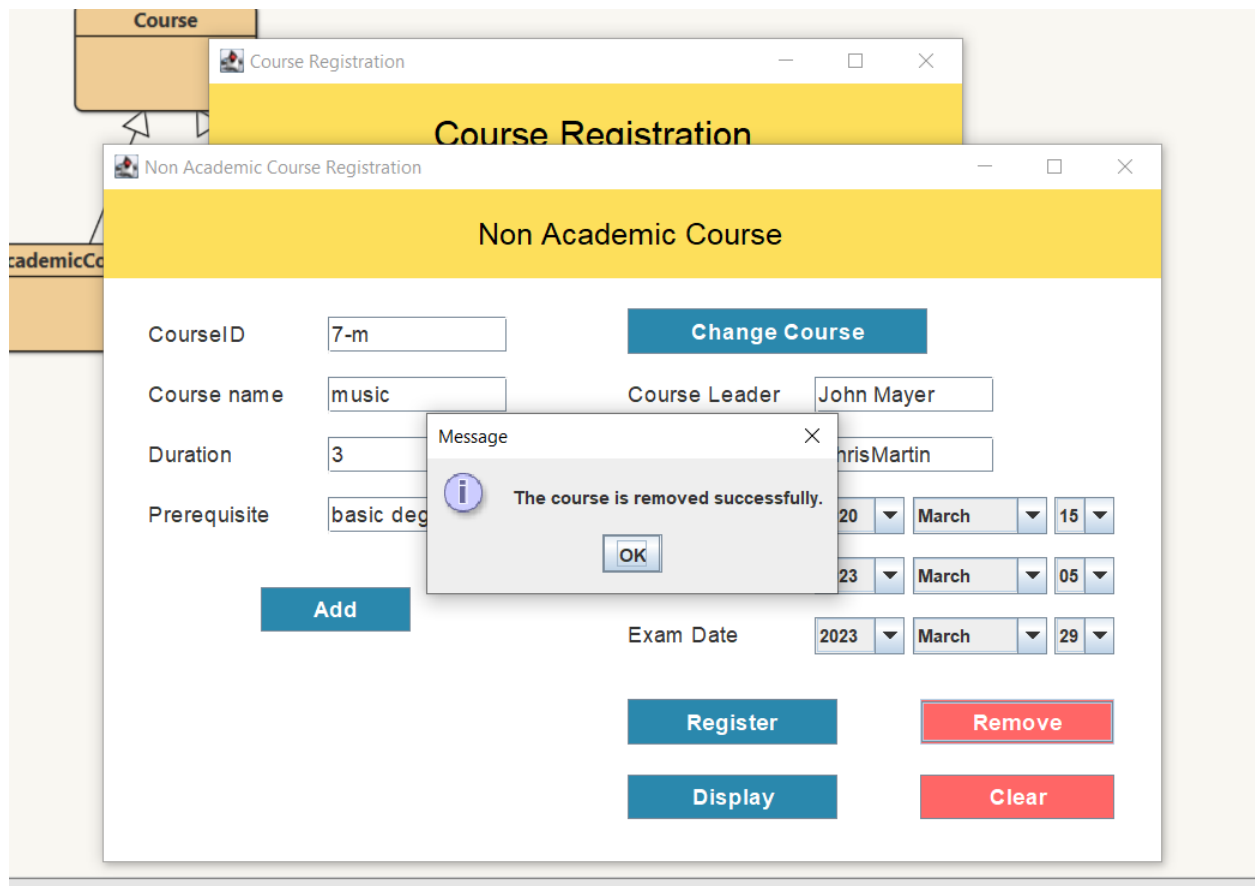 Course
Course Registration
Course Registration
Non Academic Course Registration
Non Academic Course
CourseID
7-m
Change Course
Course name
music
Course Leader
John Mayer
Message
Duration
3
The course is removed successfully.
Prerequisite
basic deg
20
March
15
OK
23
March
05
Add
Exam Date
2023
March
29
Register
Remove
Display
Clear